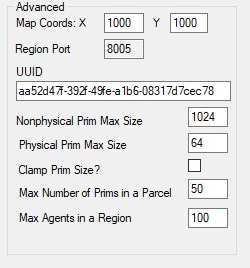 Advanced
Map Coords: X 1000 Y 1000
Region Port 8005
UUID
aa52d47f-392f-49fe-a1b6-08317d7cec78
Nonphysical Prim Max Size 1024
Physical Prim Max Size 64
Clamp Prim Size?
Max Number of Prims in a Parcel 50
Max Agents in a Region 100